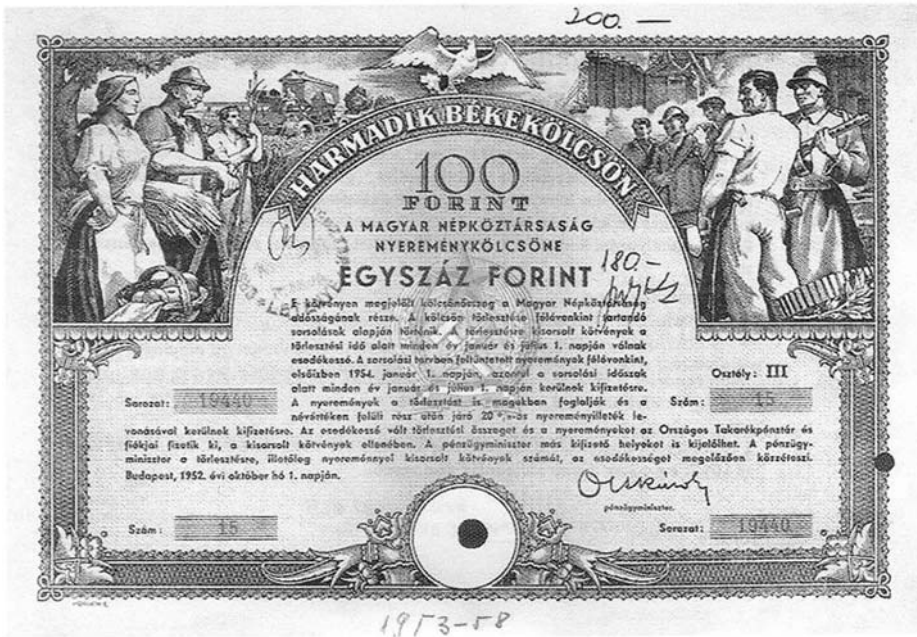 200.—
HARMADIK BÉKEKÖLCSÖN
100
FORINT
A MAGYAR NÉPKÖZTÁRSASÁG
NYEREMÉNYKÖLCSÖNE
EGYSZÁZ FORINT
180.-
E kötvényen megjelölt kölcsönösszeg a Magyar Népköztársaság
adósságának része. A kölcsön törlesztése félévenkint tartandó
sorsolások alapján történik. A törlesztésre kisorsolt kötvények a
törlesztési idő alatt minden év január és július 1. napján válnak
esedékessé. A sorsolási tervben feltüntetett nyeremények félévenkint,
elsőízben 1954. január 1. napján, azontul a sorsolási időszak
alatt minden év január és július 1. napján kerülnek kifizetésre.
A nyeremények a törlesztést is magukban foglalják és a
névértéken felüli rész után járó 20%-os nyereményilleték le-
vonásával kerülnek kifizetésre. Az esedékessé vált törlesztési összeget és a nyereményeket az Országos Takarékpénztár és
fiókjai fizetik ki, a kisorsolt kötvények ellenében. A pénzügyminiszter más kifizető helyeket is kijelölhet. A pénzügy-
miniszter a törlesztésre, illetőleg nyereménnyel kisorsolt kötvények számát, az esedékességet megelőzően közzéteszi.
Budapest, 1952. évi október hó 1. napján.
Osztály: III
Sorozat: 19440
Szám: 15
pénzügyminiszter.
Szám: 15
Sorozat: 19440
1953-58